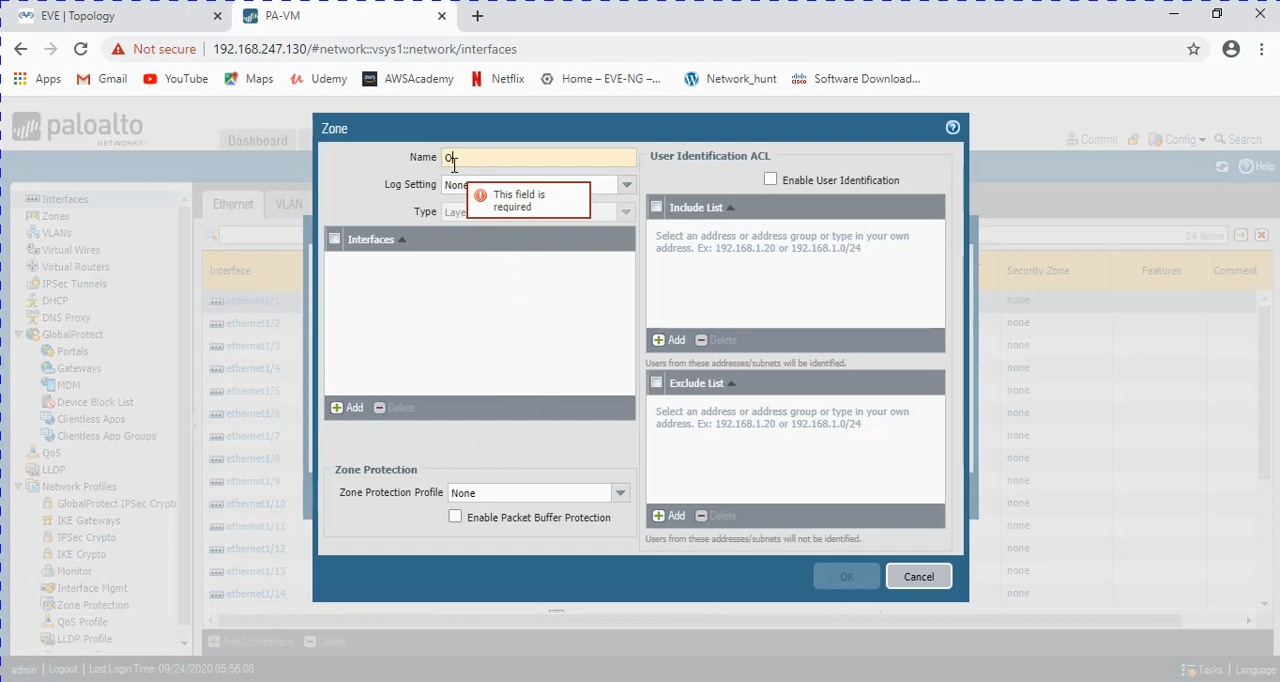 EVE | Topology
PA-VM
Not secure
192.168.247.130/#network::vsys1::network/interfaces
Apps
Gmail
YouTube
Maps
Udemy
AWSAcademy
Netflix
Home – EVE-NG –...
Network_hunt
Software Download...
paloalto
NETWORKS
Dashboard
Commit
Config
Search
Help
Zone
Name
O
Log Setting
None
This field is
required
Type
Laye
Interfaces
Add
Delete
Zone Protection
Zone Protection Profile
None
Enable Packet Buffer Protection
User Identification ACL
Enable User Identification
Include List
Select an address or address group or type in your own
address. Ex: 192.168.1.20 or 192.168.1.0/24
Add
Delete
Users from these addresses/subnets will be identified.
Exclude List
Select an address or address group or type in your own
address. Ex: 192.168.1.20 or 192.168.1.0/24
Add
Delete
Users from these addresses/subnets will not be identified.
OK
Cancel
Interfaces
Zones
VLANs
Virtual Wires
Virtual Routers
IPSec Tunnels
DHCP
DNS Proxy
GlobalProtect
Portals
Gateways
MDM
Device Block List
Clientless Apps
Clientless App Groups
QoS
LLDP
Network Profiles
GlobalProtect IPSec Crypto
IKE Gateways
IPSec Crypto
IKE Crypto
Monitor
Interface Mgmt
Zone Protection
QoS Profile
LLDP Profile
Ethernet
VLAN
24 items
Interface
Security Zone
Features
Comment
ethernet1/1
none
ethernet1/2
none
ethernet1/3
none
ethernet1/4
none
ethernet1/5
none
ethernet1/6
none
ethernet1/7
none
ethernet1/8
none
ethernet1/9
none
ethernet1/10
none
ethernet1/11
none
ethernet1/12
none
ethernet1/13
none
ethernet1/14
none
Add Subinterface
Delete
admin | Logout | Last Login Time: 09/24/2020 05:56:08
Tasks | Language